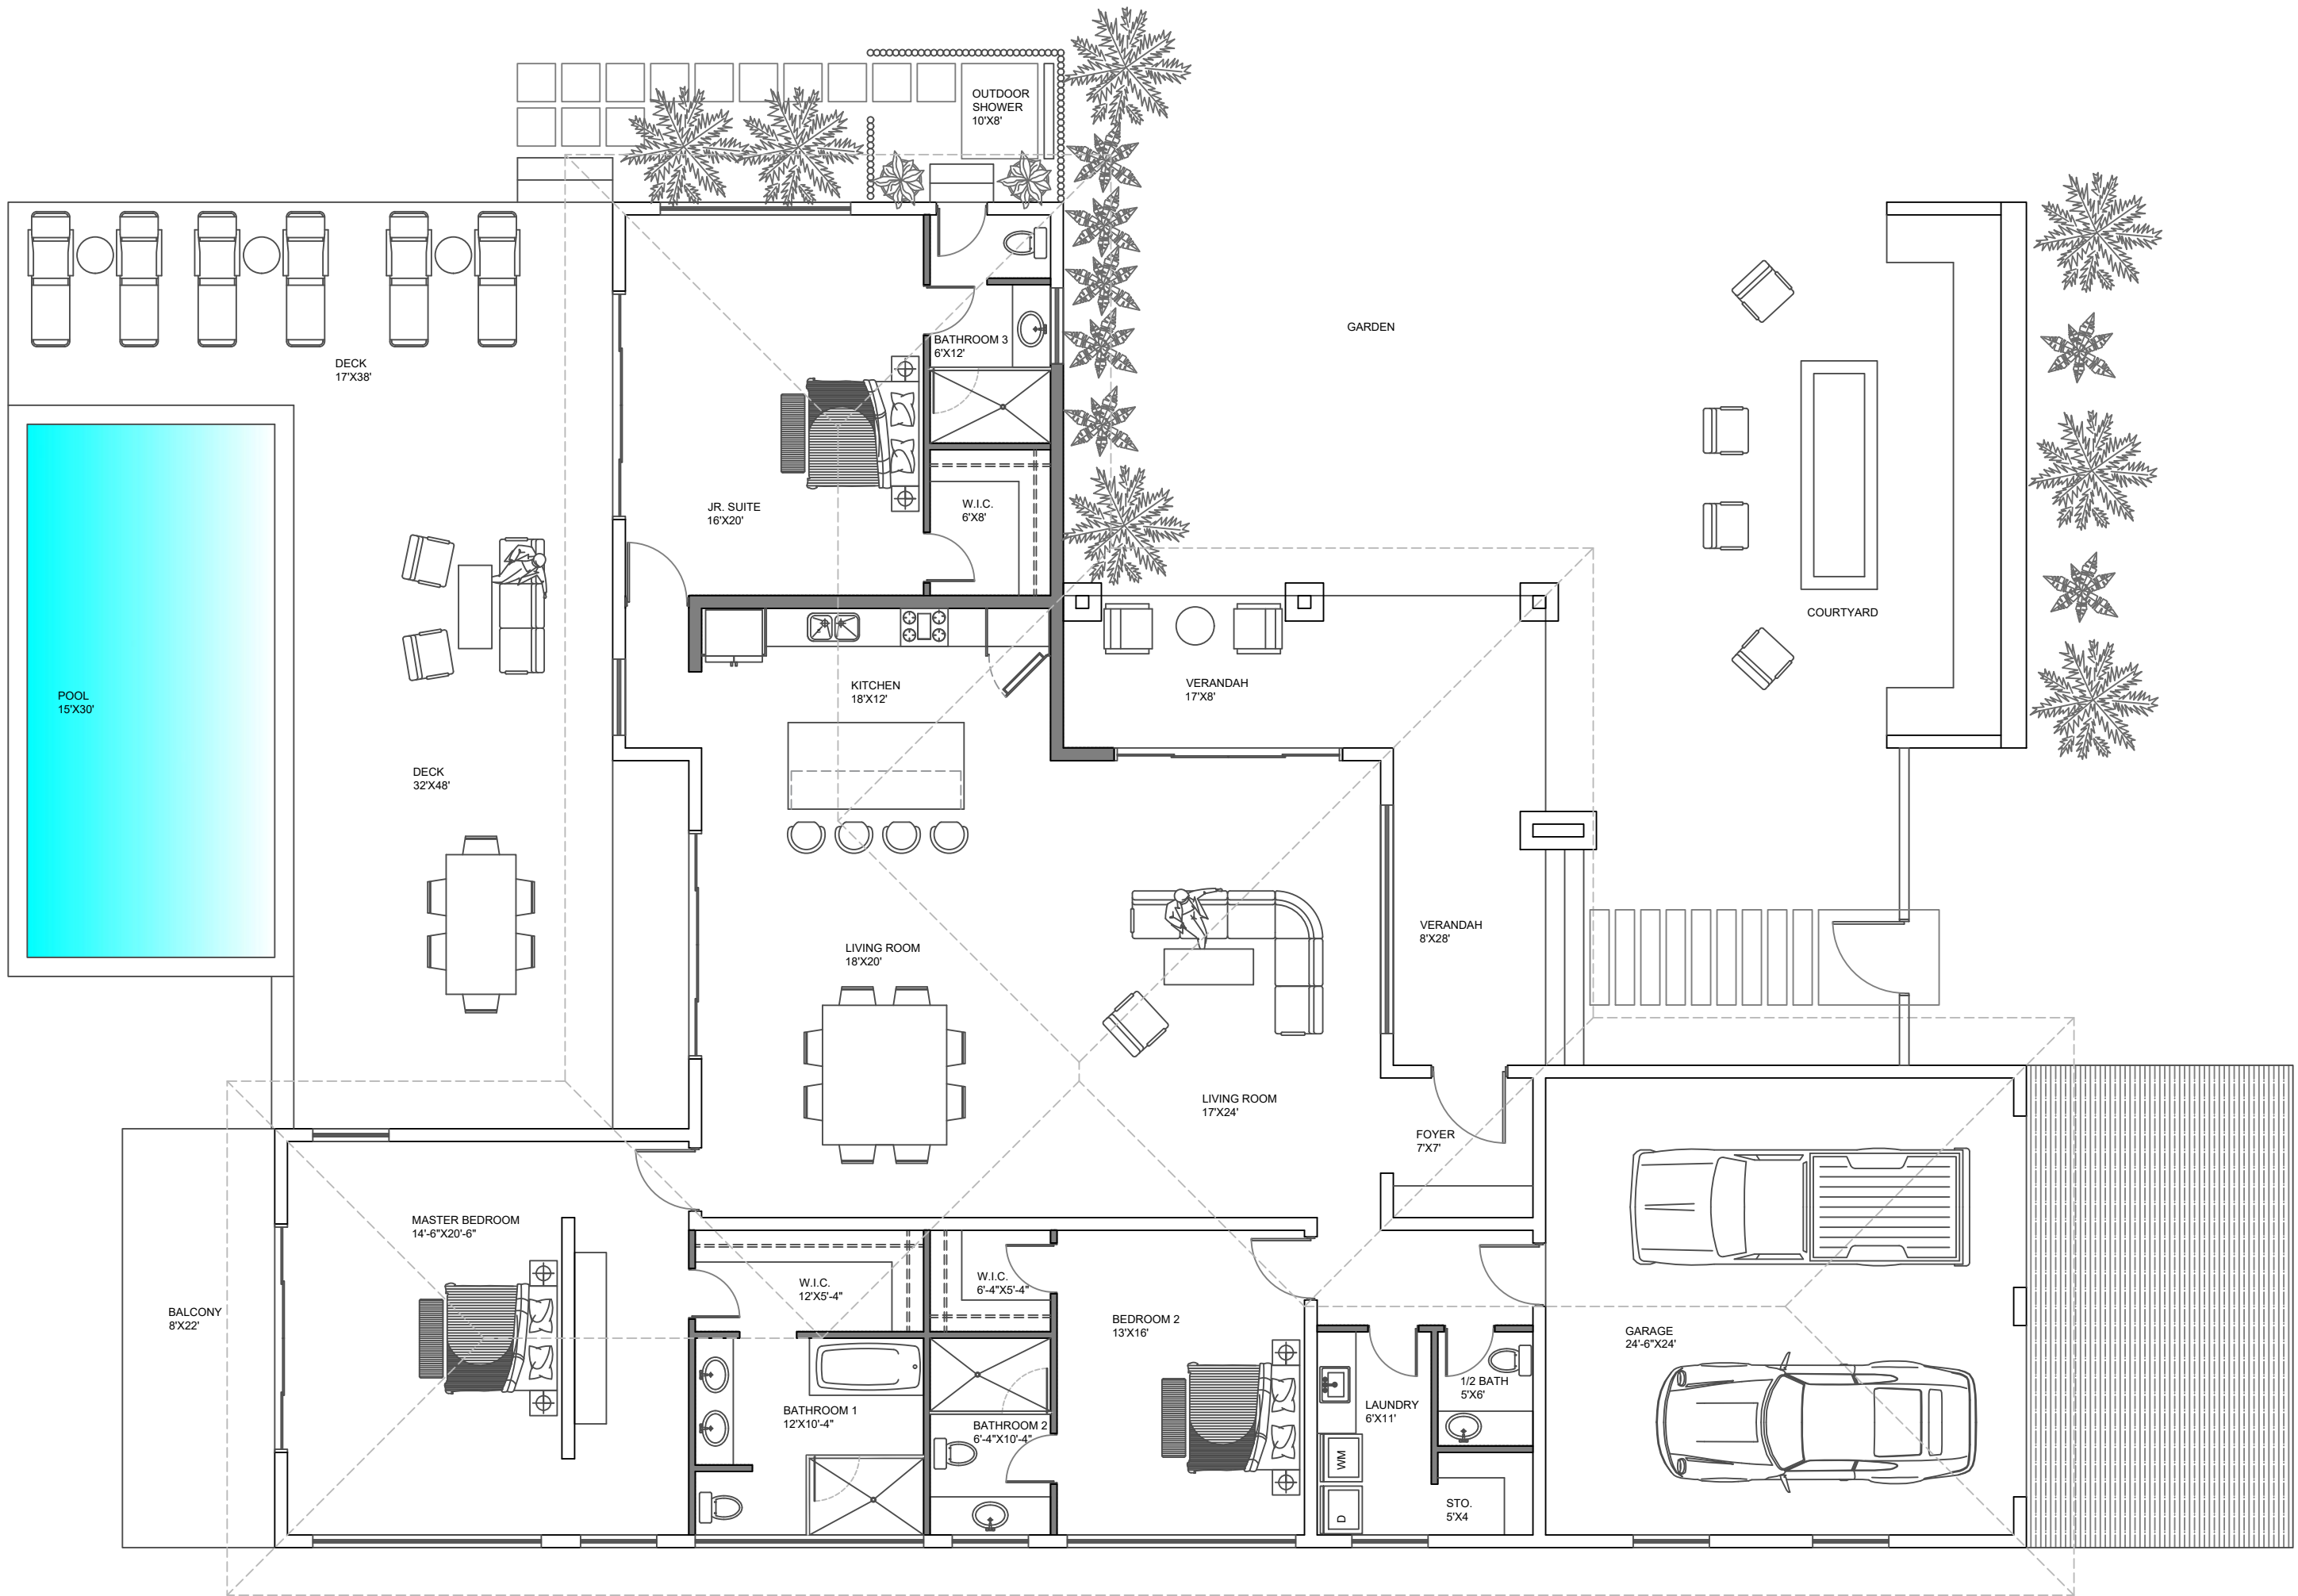 OUTDOOR
SHOWER
10'X8'
GARDEN
BATHROOM 3
6'X12'
DECK
17'X38'
JR. SUITE
16'X20'
W.I.C.
6'X8'
COURTYARD
POOL
15'X30'
KITCHEN
18'X12'
VERANDAH
17'X8'
DECK
32'X48'
LIVING ROOM
18'X20'
VERANDAH
8'X28'
LIVING ROOM
17'X24'
FOYER
7'X7'
MASTER BEDROOM
14'-6"X20'-6"
W.I.C.
12'X5'-4"
W.I.C.
6'-4"X5'-4"
BALCONY
8'X22'
BEDROOM 2
13'X16'
GARAGE
24'-6"X24'
1/2 BATH
5'X6'
BATHROOM 1
12'X10'-4"
BATHROOM 2
6'-4"X10'-4"
LAUNDRY
6'X11'
WM
STO.
5'X4
D